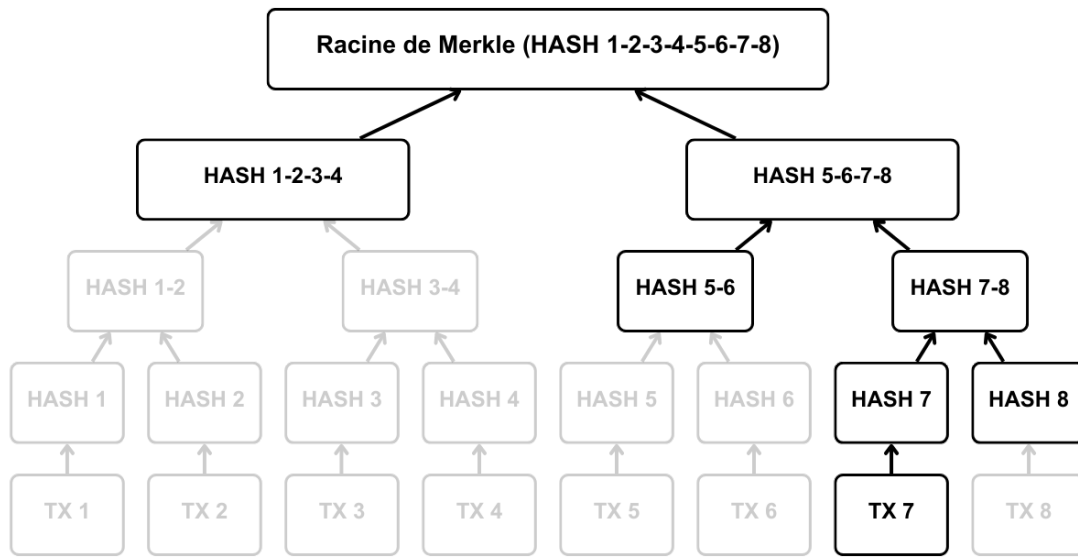 Racine de Merkle (HASH 1-2-3-4-5-6-7-8)
HASH 1-2-3-4
HASH 5-6-7-8
HASH 1-2
HASH 3-4
HASH 5-6
HASH 7-8
HASH 1
HASH 2
HASH 3
HASH 4
HASH 5
HASH 6
HASH 7
HASH 8
TX 1
TX 2
TX 3
TX 4
TX 5
TX 6
TX 7
TX 8